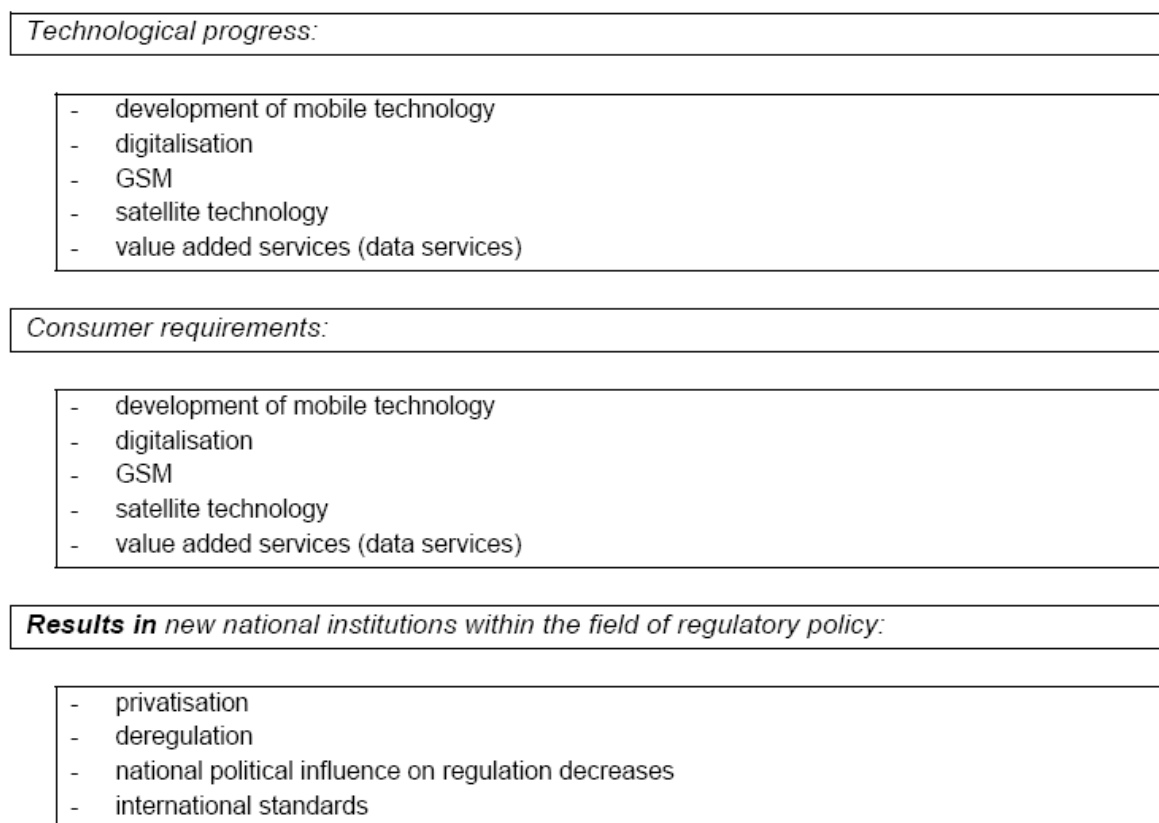 Technological progress:
- development of mobile technology
- digitalisation
- GSM
- satellite technology
- value added services (data services)
Consumer requirements:
- development of mobile technology
- digitalisation
- GSM
- satellite technology
- value added services (data services)
Results in new national institutions within the field of regulatory policy:
- privatisation
- deregulation
- national political influence on regulation decreases
- international standards